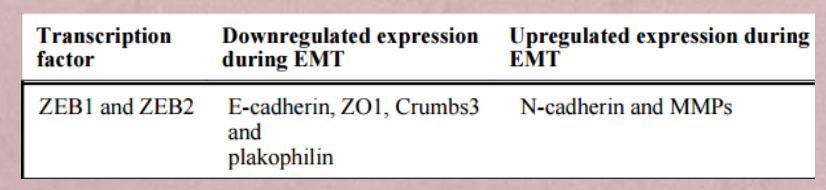 Transcription factor
Downregulated expression during EMT
Upregulated expression during EMT
ZEB1 and ZEB2
E-cadherin, ZO1, Crumbs3
and
plakophilin
N-cadherin and MMPs